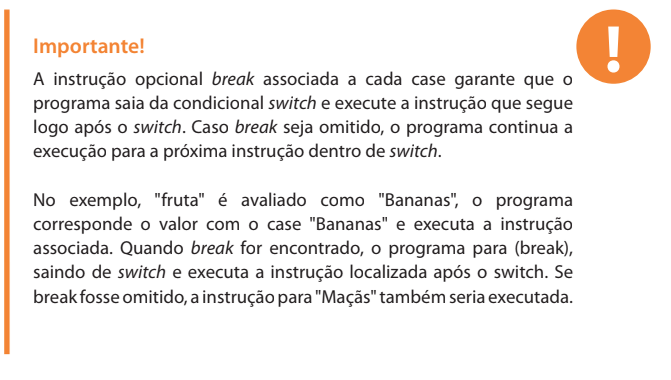 Importante!
A instrução opcional break associada a cada case garante que o
programa saia da condicional switch e execute a instrução que segue
logo após o switch. Caso break seja omitido, o programa continua a
execução para a próxima instrução dentro de switch.
No exemplo, "fruta" é avaliado como "Bananas", o programa
corresponde o valor com o case "Bananas" e executa a instrução
associada. Quando break for encontrado, o programa para (break),
saindo de switch e executa a instrução localizada após o switch. Se
break fosse omitido, a instrução para "Maçãs" também seria executada.
!